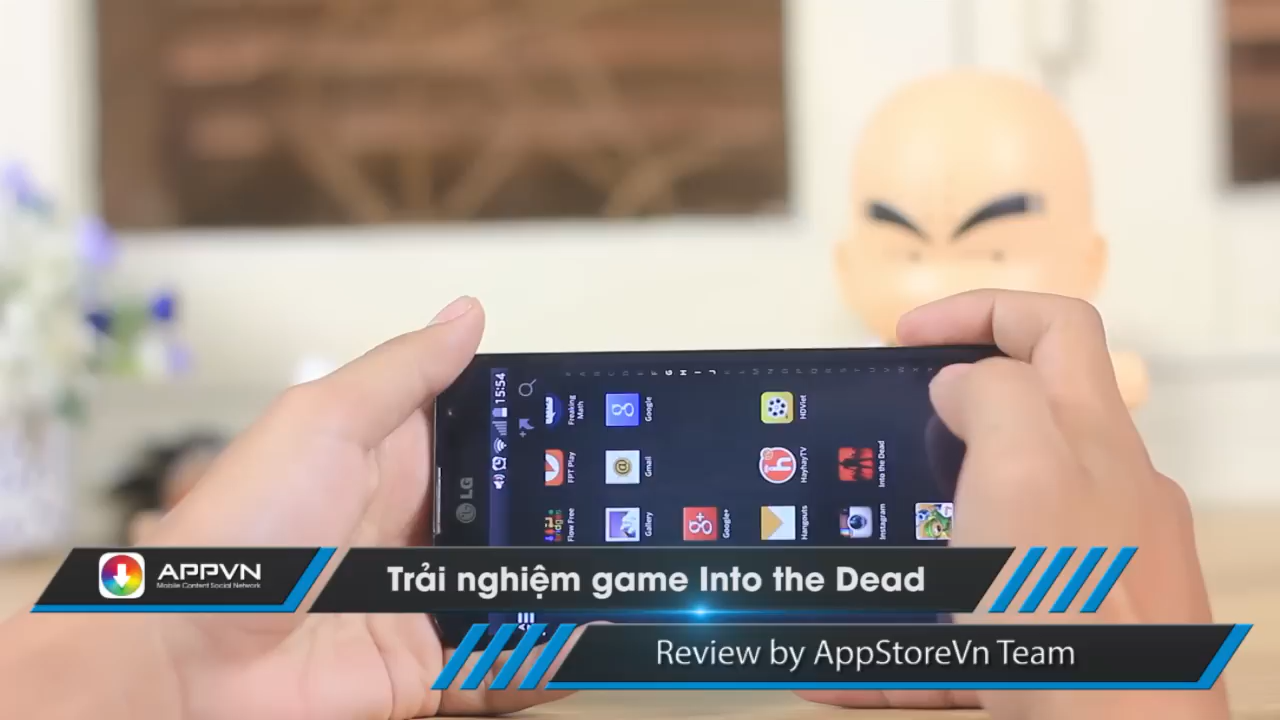 15:54
G H I J
Freaking Math
Google
HDViet
FPT Play
Gmail
HayhayTV
Into the Dead
Flow Free
Bridges
Gallery
Google+
Hangouts
Instagram
LG
APPVN
Mobile Content Social Network
Trải nghiệm game Into the Dead
Review by AppStoreVn Team